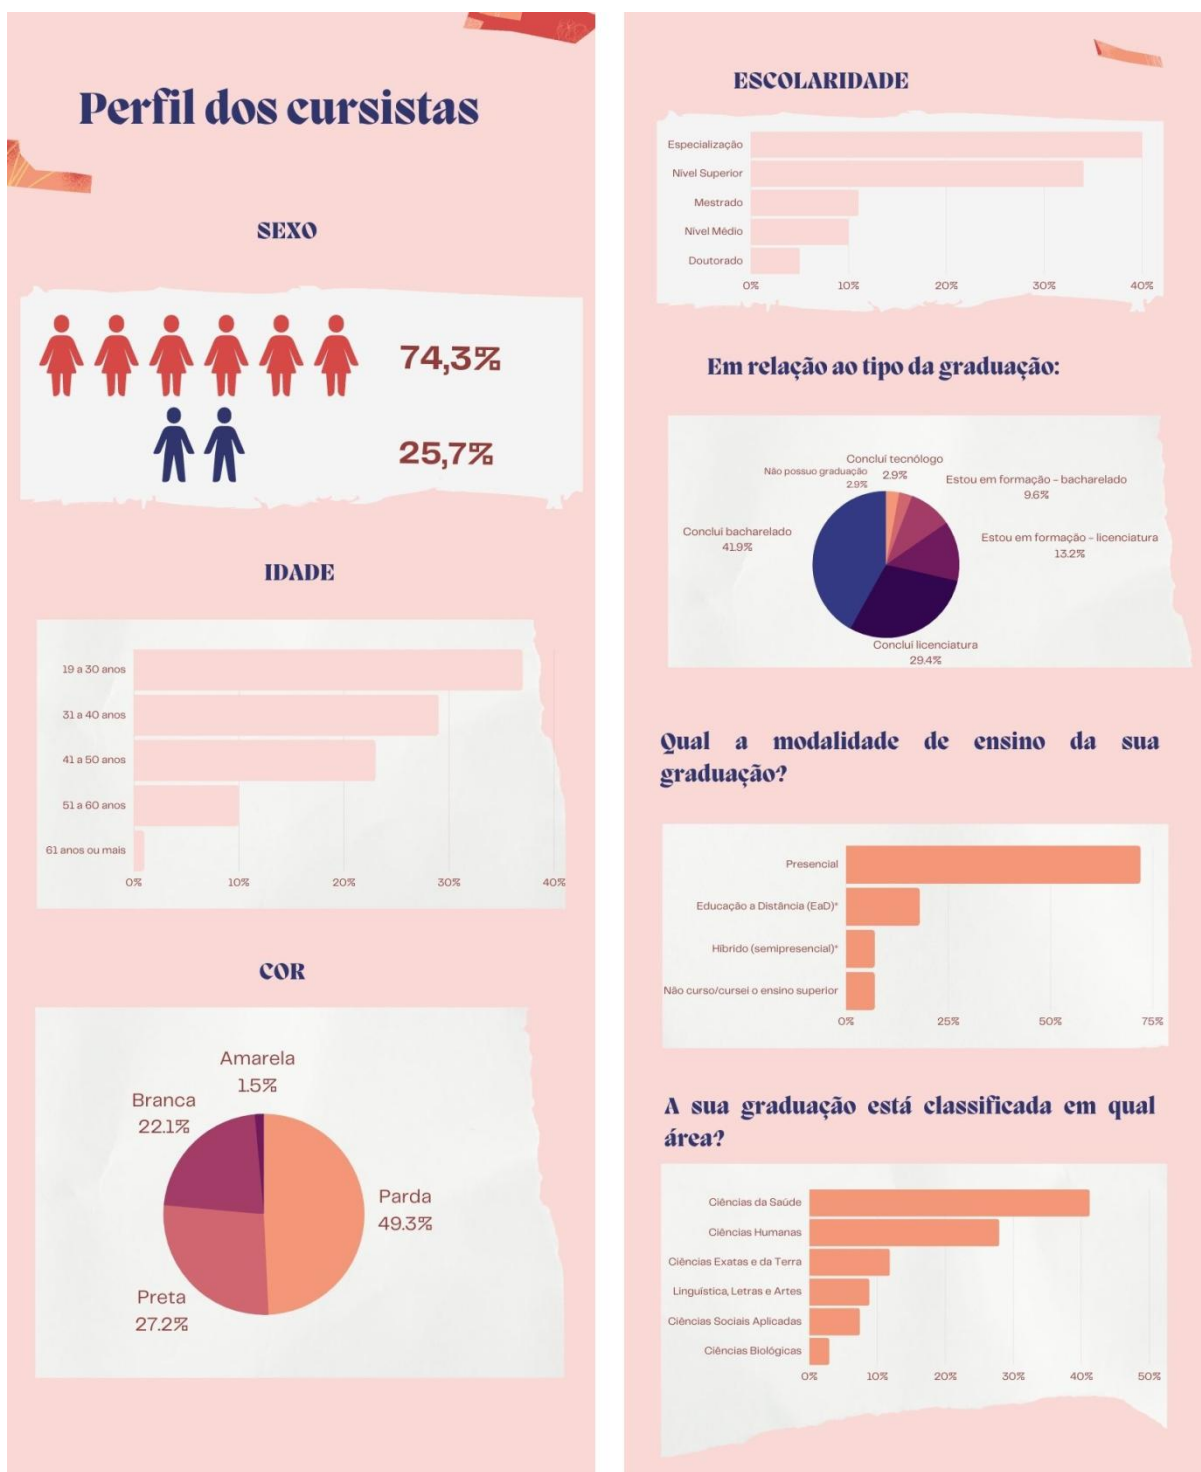 Perfil dos cursistas
SEXO
74,3%
25,7%
IDADE
19 a 30 anos
31 a 40 anos
41 a 50 anos
51 a 60 anos
61 anos ou mais
0% 10% 20% 30% 40%
COR
Amarela
1.5%
Branca
22.1%
Parda
49.3%
Preta
27.2%
ESCOLARIDADE
Especialização
Nível Superior
Mestrado
Nível Médio
Doutorado
0% 10% 20% 30% 40%
Em relação ao tipo da graduação:
Concluí tecnólogo
2.9%
Não possuo graduação
2.9%
Estou em formação - bacharelado
9.6%
Concluí bacharelado
41.9%
Estou em formação - licenciatura
13.2%
Concluí licenciatura
29.4%
Qual a modalidade de ensino da sua
graduação?
Presencial
Educação a Distância (EaD)*
Híbrido (semipresencial)*
Não curso/cursei o ensino superior
0% 25% 50% 75%
A sua graduação está classificada em qual
área?
Ciências da Saúde
Ciências Humanas
Ciências Exatas e da Terra
Linguística, Letras e Artes
Ciências Sociais Aplicadas
Ciências Biológicas
0% 10% 20% 30% 40% 50%